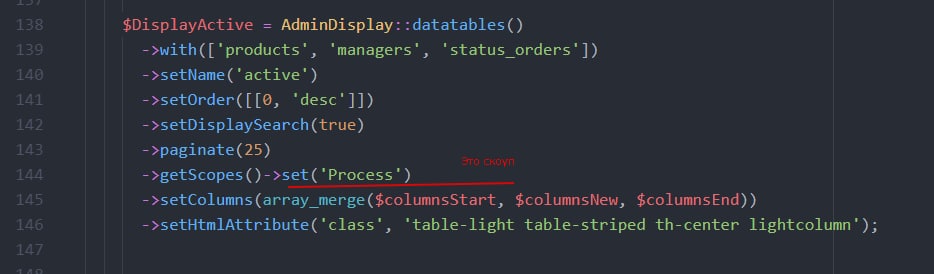 137
138 $DisplayActive = AdminDisplay::datatables()
139 ->with(['products', 'managers', 'status_orders'])
140 ->setName('active')
141 ->setOrder([[0, 'desc']])
142 ->setDisplaySearch(true)
143 ->paginate(25)
Это скоуп
144 ->getScopes()->set('Process')
145 ->setColumns(array_merge($columnsStart, $columnsNew, $columnsEnd))
146 ->setHtmlAttribute('class', 'table-light table-striped th-center lightcolumn');
147
148